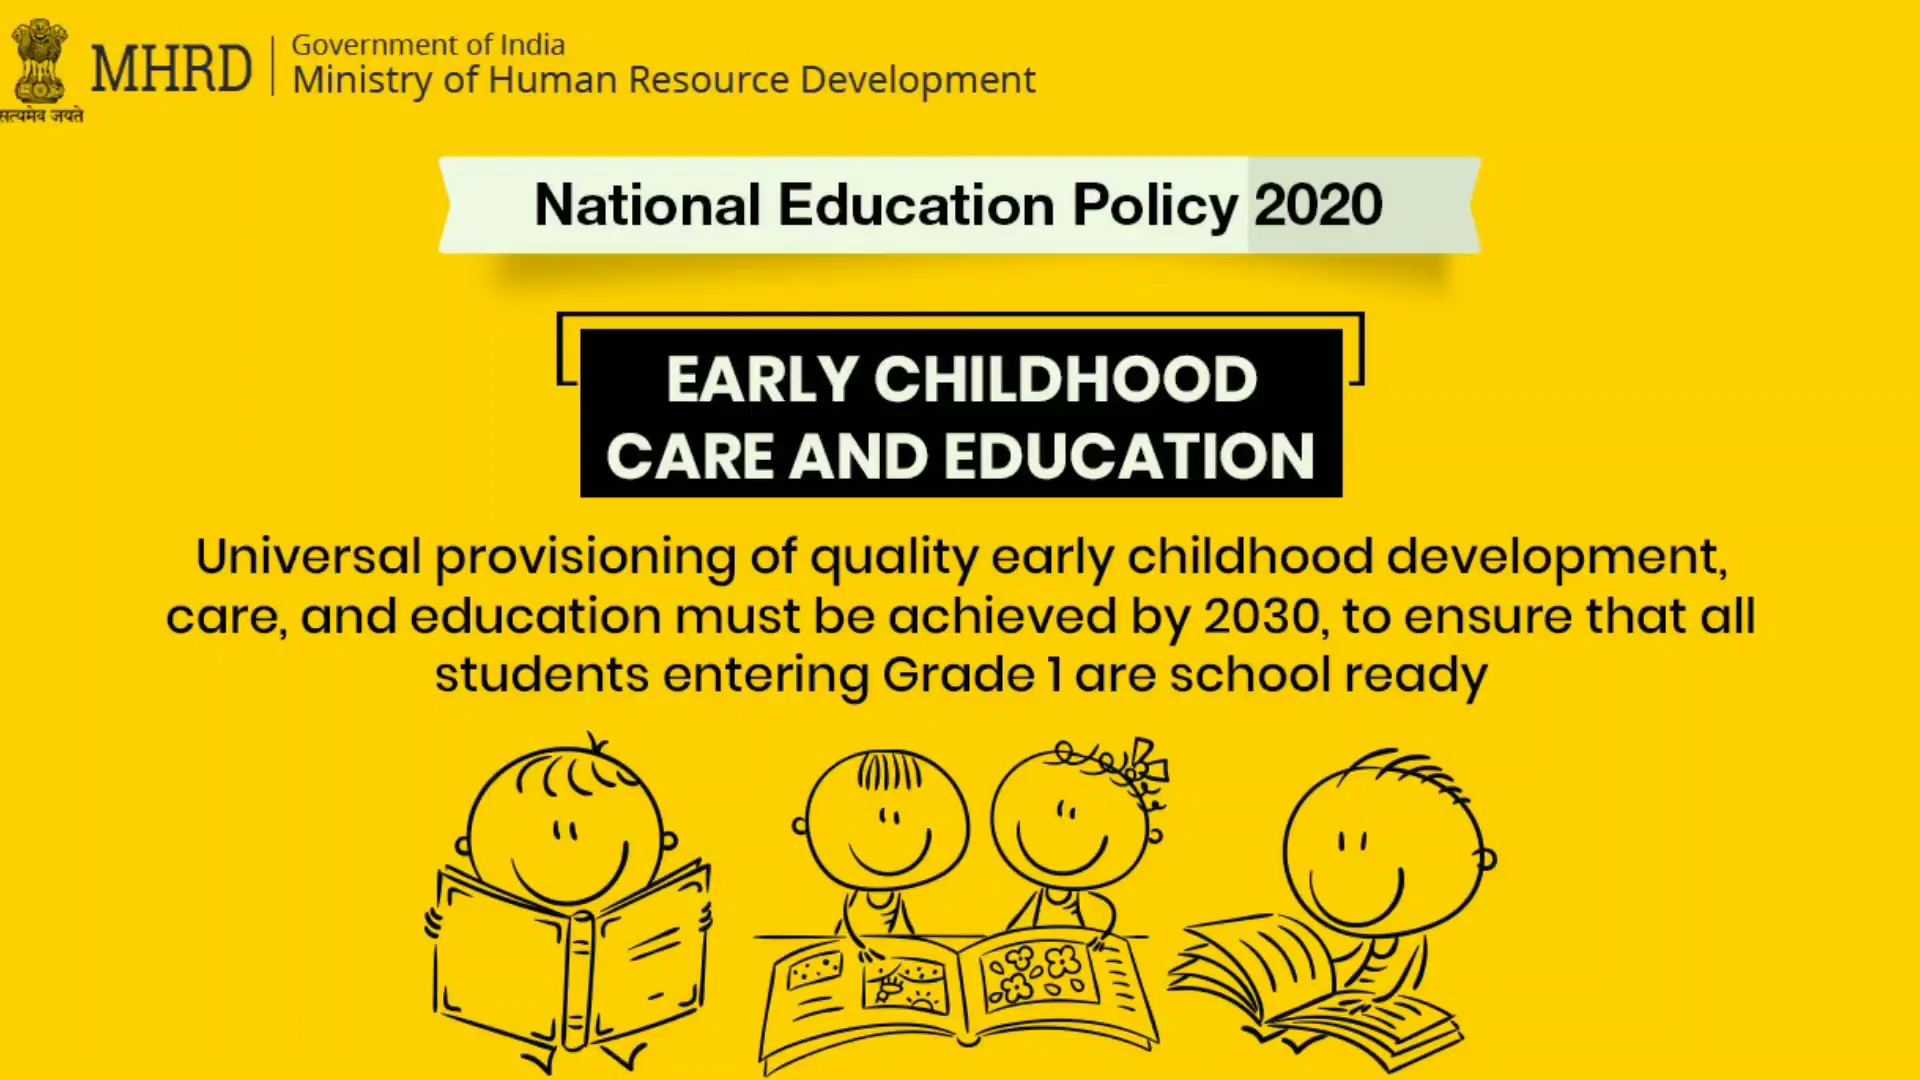 MHRD
Government of India
Ministry of Human Resource Development
सत्यमेव जयते
National Education Policy 2020
EARLY CHILDHOOD
CARE AND EDUCATION
Universal provisioning of quality early childhood development,
care, and education must be achieved by 2030, to ensure that all
students entering Grade 1 are school ready